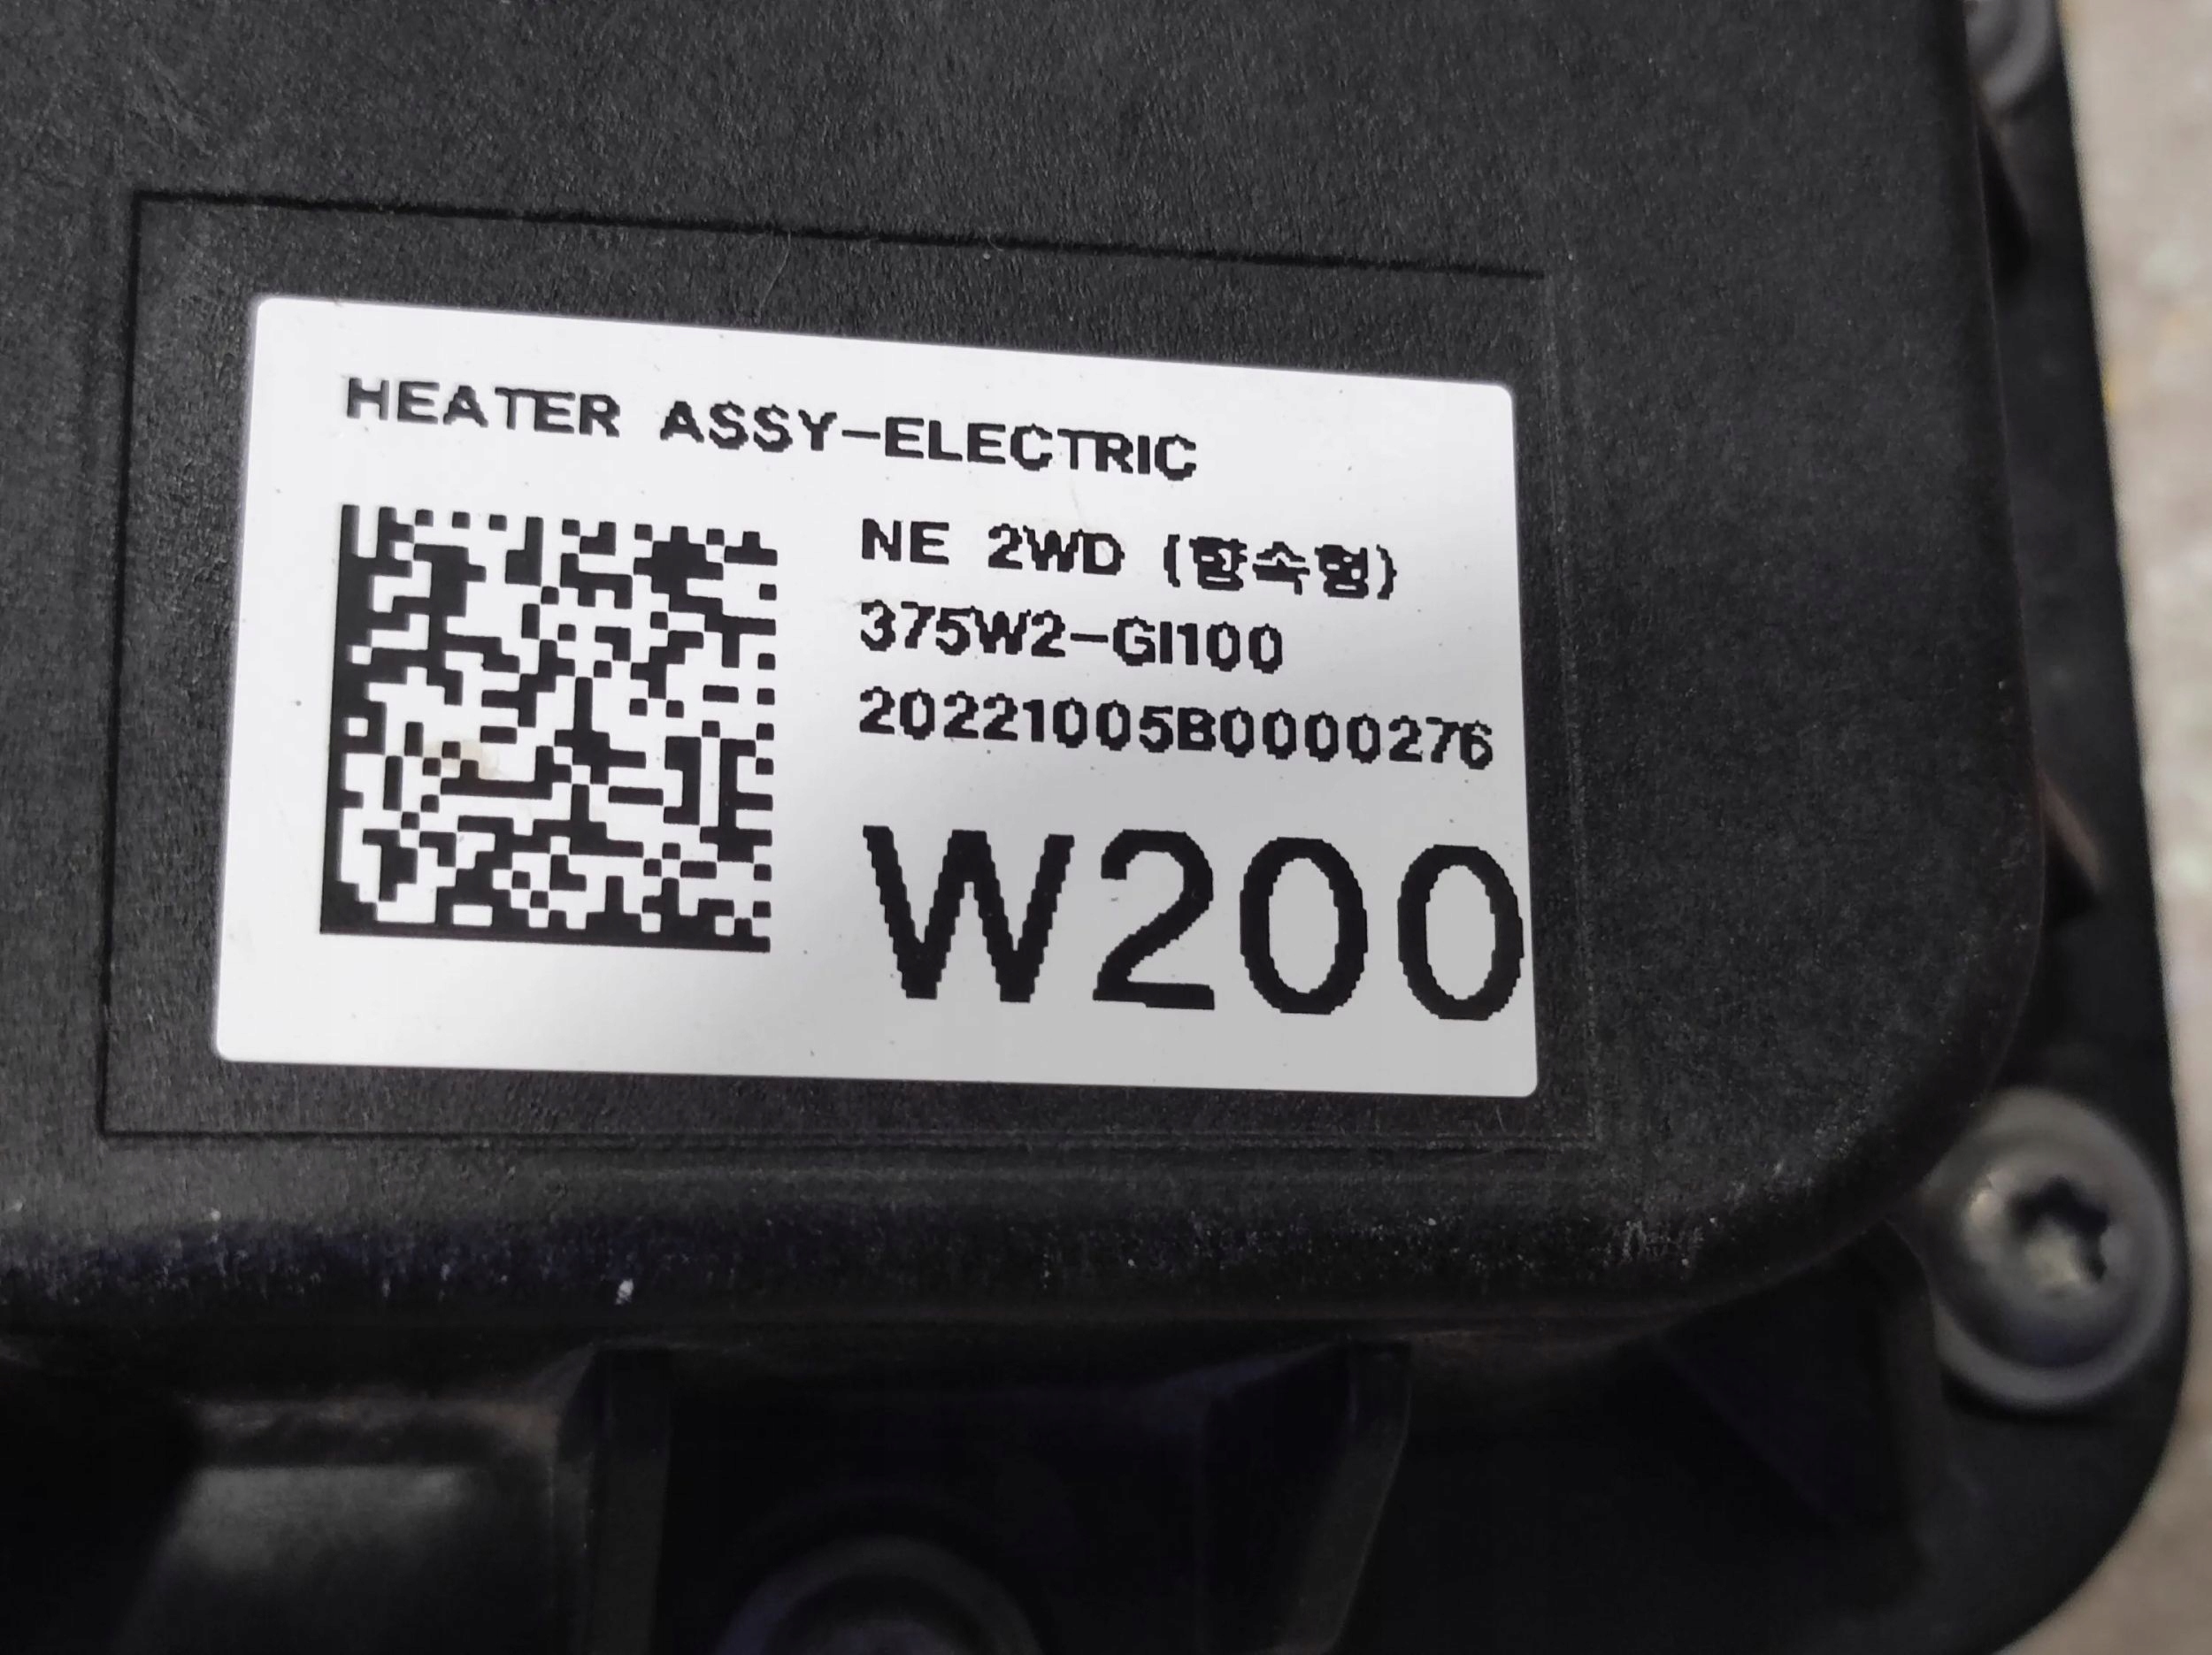 HEATER ASSY-ELECTRIC
NE 2WD (항속형)
375W2-GI100
20221005B0000276
W200